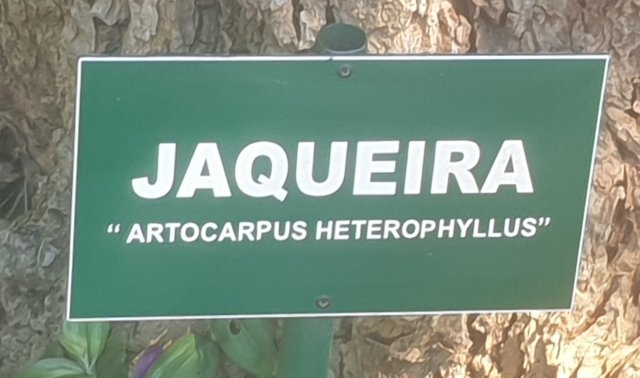 JAQUEIRA
“ ARTOCARPUS HETEROPHYLLUS”